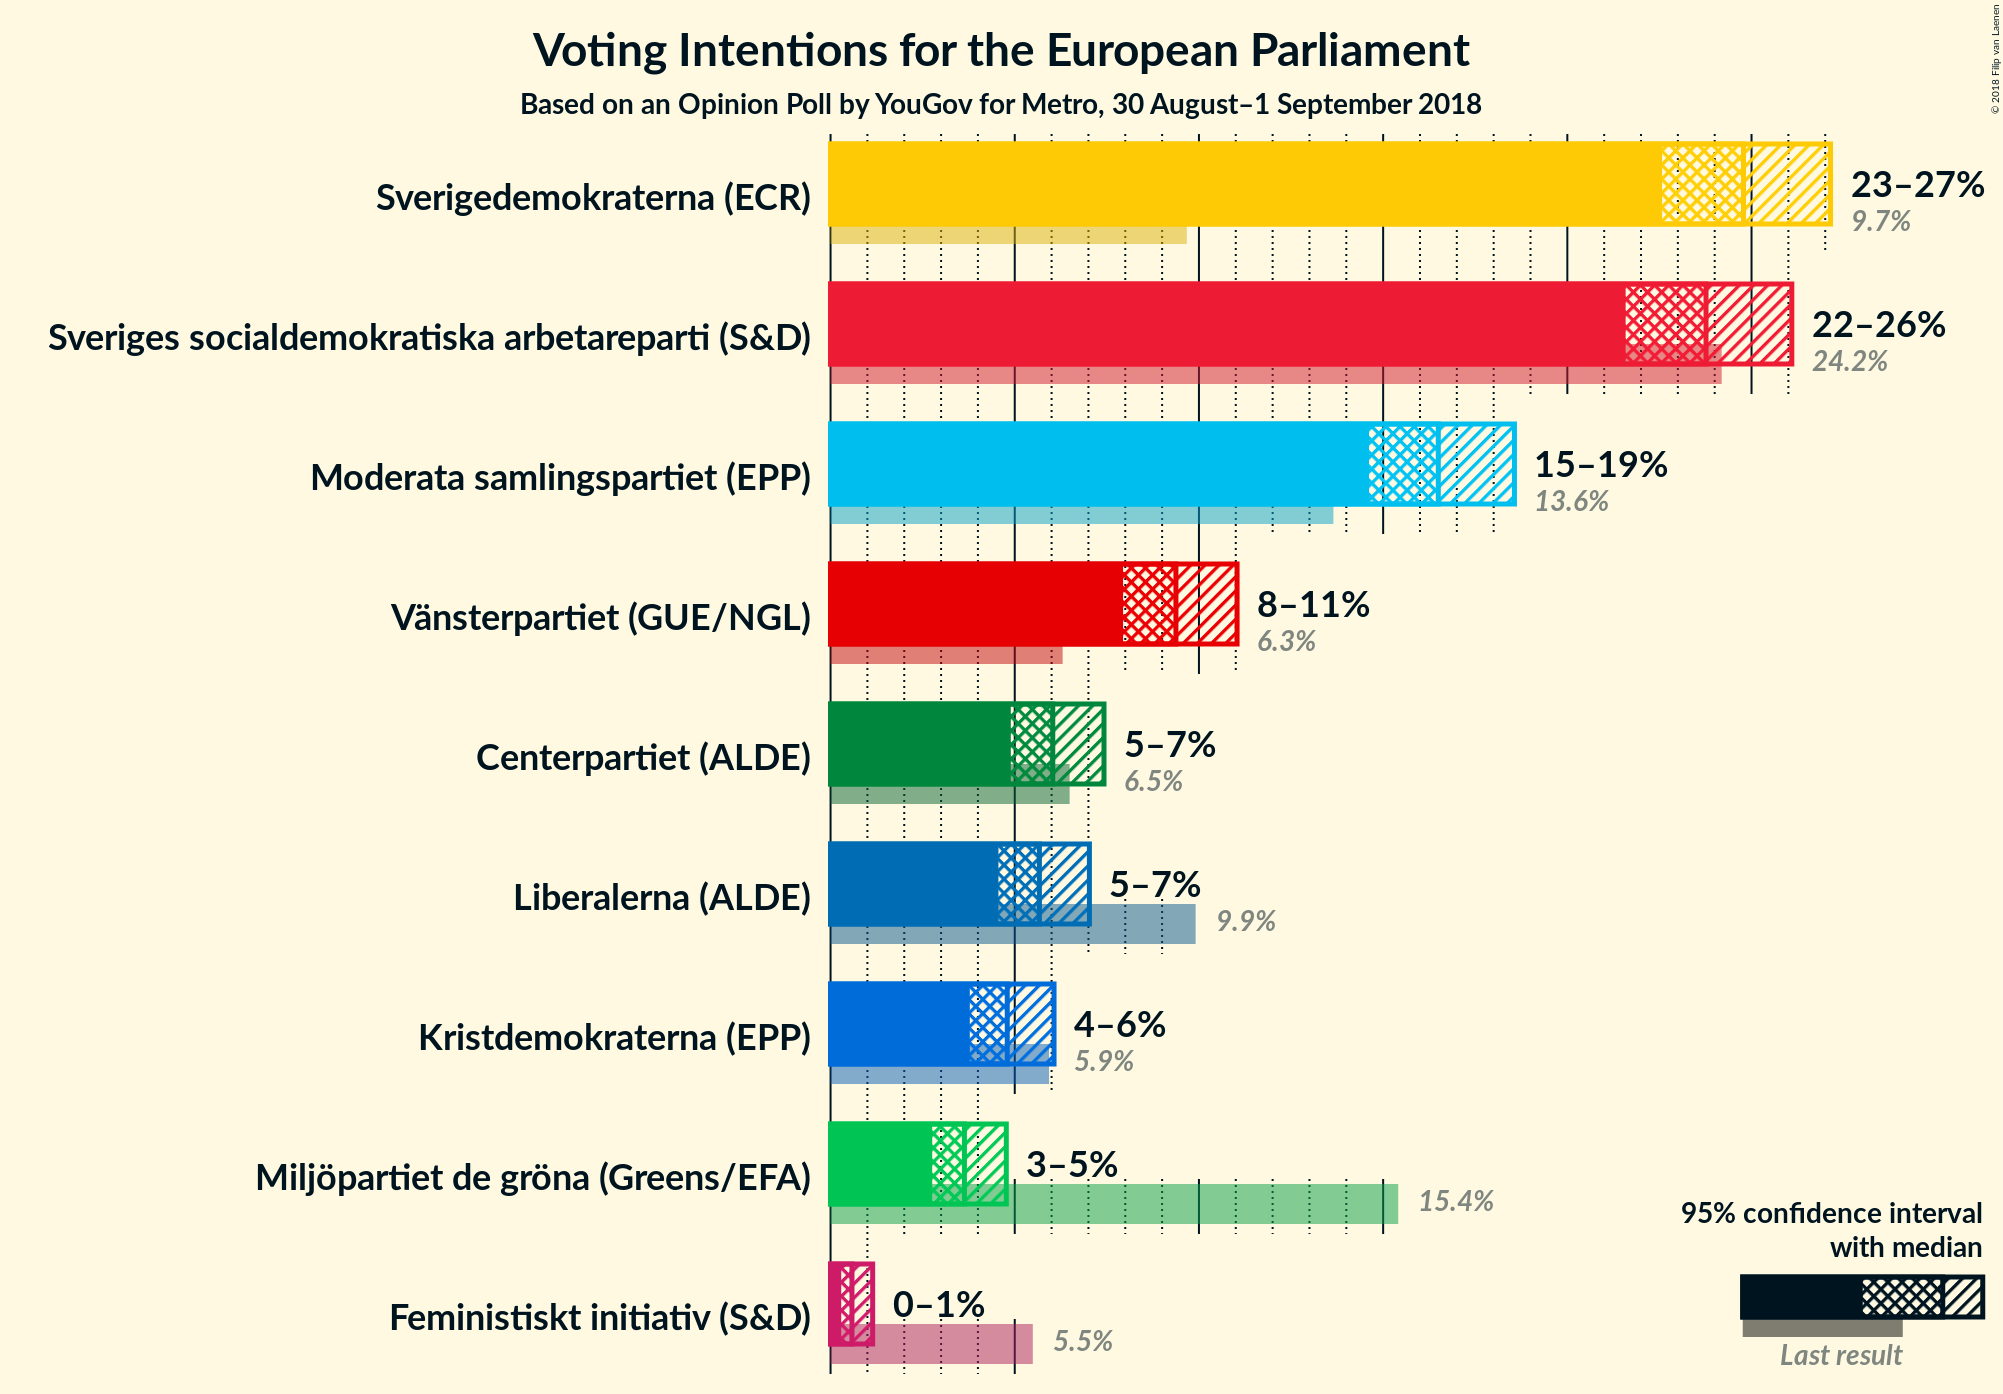 Voting Intentions for the European Parliament
Based on an Opinion Poll by YouGov for Metro, 30 August–1 September 2018
© 2018 Filip van Laenen
Sverigedemokraterna (ECR)
23–27%
9.7%
Sveriges socialdemokratiska arbetareparti (S&D)
22–26%
24.2%
Moderata samlingspartiet (EPP)
15–19%
13.6%
Vänsterpartiet (GUE/NGL)
8–11%
6.3%
Centerpartiet (ALDE)
5–7%
6.5%
Liberalerna (ALDE)
5–7%
9.9%
Kristdemokraterna (EPP)
4–6%
5.9%
Miljöpartiet de gröna (Greens/EFA)
3–5%
15.4%
Feministiskt initiativ (S&D)
0–1%
5.5%
95% confidence interval
with median
Last result